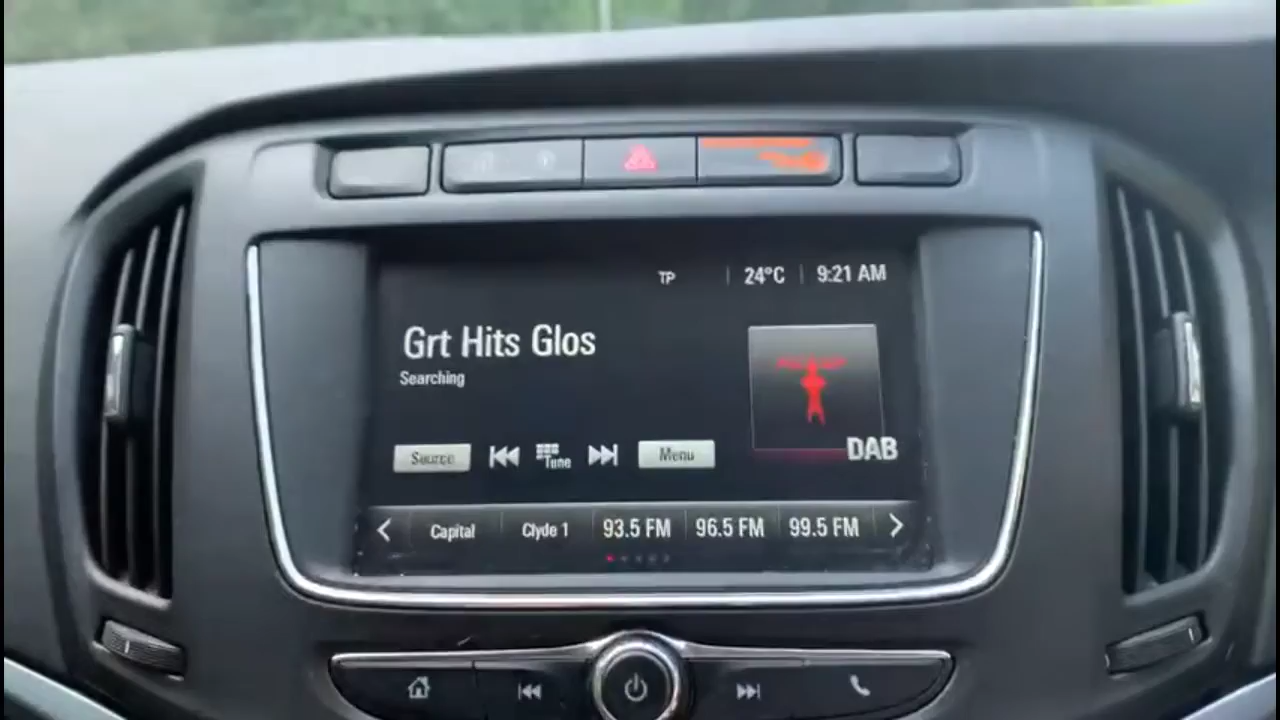 TP 24°C 9:21 AM
Grt Hits Glos
Searching
Source Tune Menu
DAB
Capital Clyde 1 93.5 FM 96.5 FM 99.5 FM